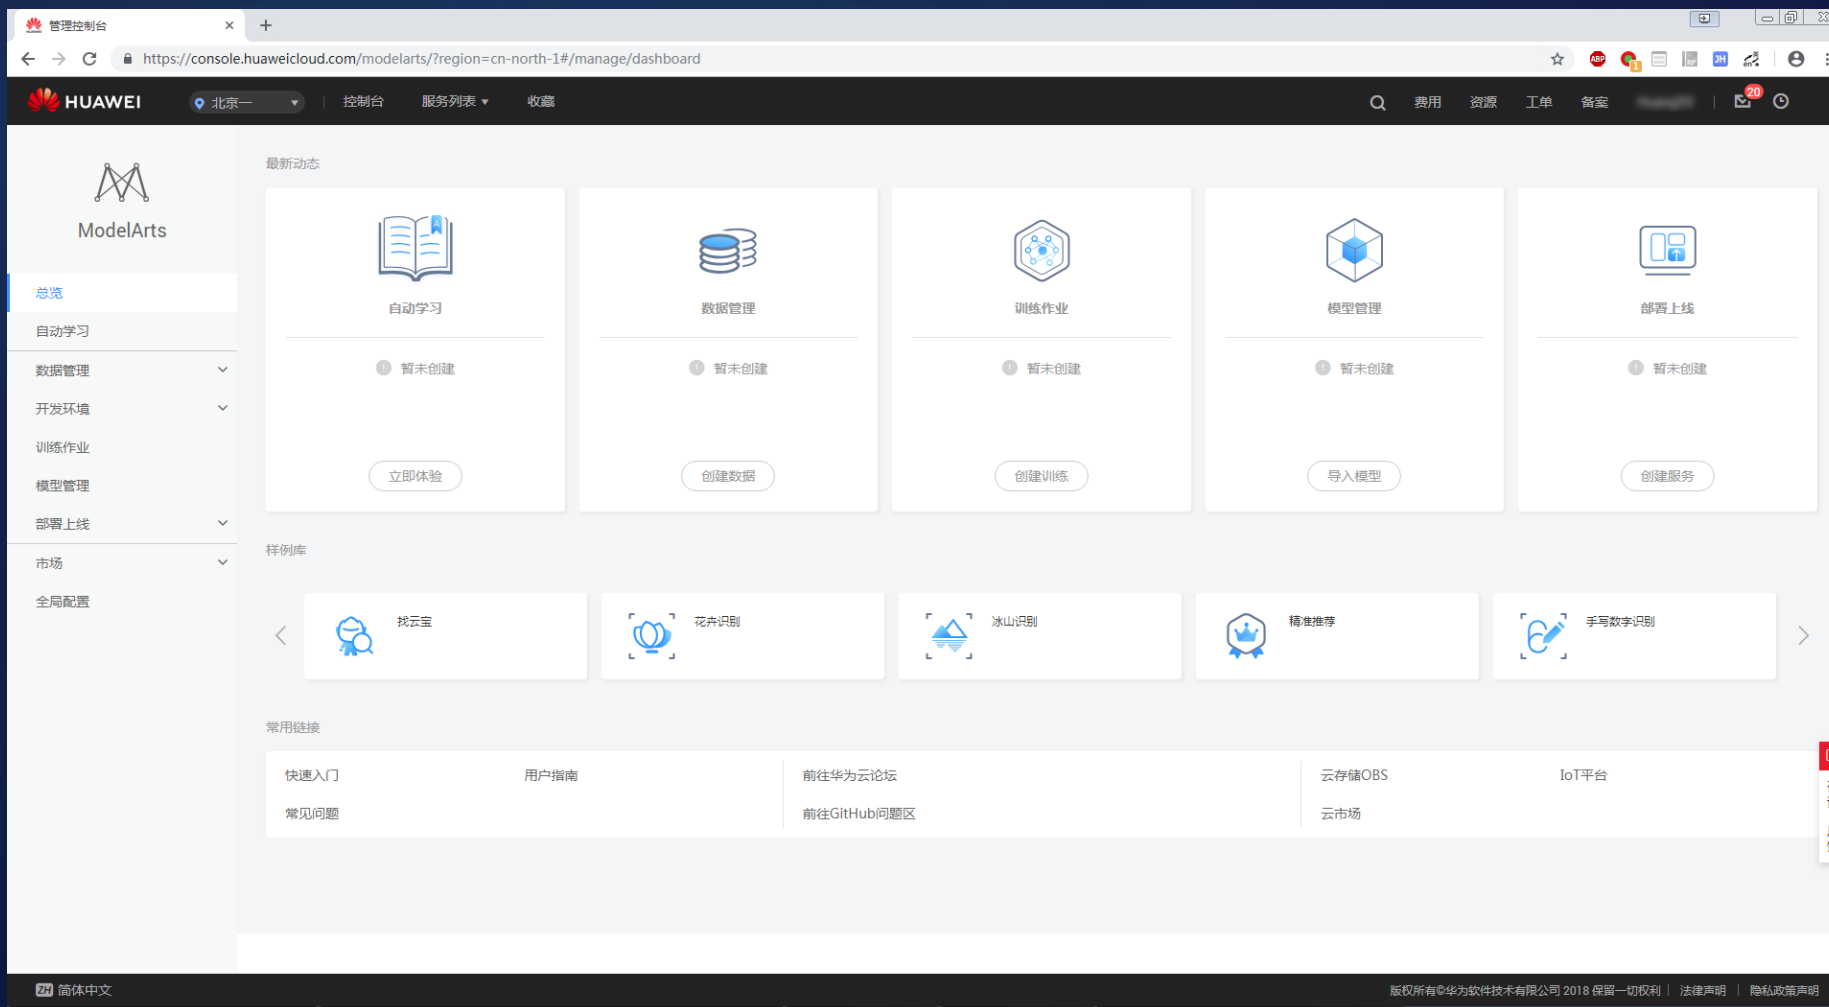 管理控制台
https://console.huaweicloud.com/modelarts/?region=cn-north-1#/manage/dashboard
ABP
1
RP
JH
HUAWEI
北京一
控制台
服务列表
收藏
费用
资源
工单
备案
20
ModelArts
总览
自动学习
数据管理
开发环境
训练作业
模型管理
部署上线
市场
全局配置
最新动态
自动学习
数据管理
训练作业
模型管理
部署上线
暂未创建
暂未创建
暂未创建
暂未创建
暂未创建
立即体验
创建数据
创建训练
导入模型
创建服务
样例库
找云宝
花卉识别
冰山识别
精准推荐
手写数字识别
常用链接
快速入门
用户指南
前往华为云论坛
云存储OBS
IoT平台
常见问题
前往GitHub问题区
云市场
ZH 简体中文
版权所有©华为软件技术有限公司 2018 保留一切权利
法律声明
隐私政策声明